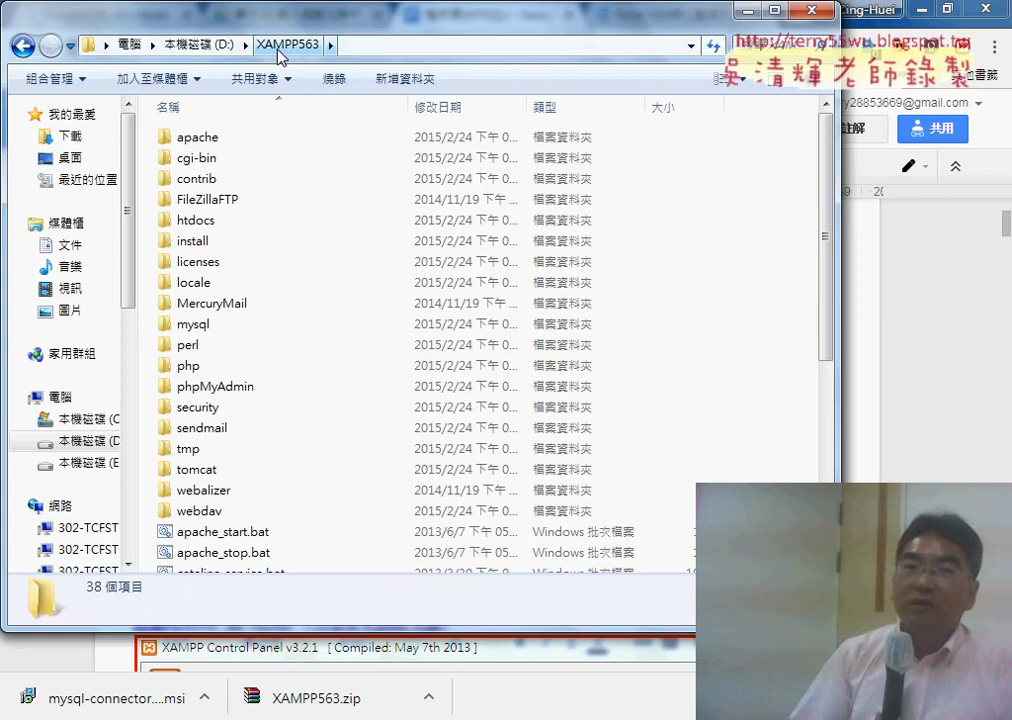 Cing-Huei
電腦 本機磁碟 (D:) XAMPP563
http://terry55wu.blogspot.tw
吳清輝老師錄製
組合管理 加入至媒體櫃 共用對象 燒錄 新增資料夾
ry28853669@gmail.com
註解 共用
名稱 修改日期 類型 大小
我的最愛
下載
桌面
最近的位置
媒體櫃
文件
音樂
視訊
圖片
家用群組
電腦
本機磁碟 (C
本機磁碟 (D
本機磁碟 (E
網路
302-TCFST
302-TCFST
302-TCFST
apache 2015/2/24 下午 0... 檔案資料夾
cgi-bin 2015/2/24 下午 0... 檔案資料夾
contrib 2015/2/24 下午 0... 檔案資料夾
FileZillaFTP 2014/11/19 下午 ... 檔案資料夾
htdocs 2015/2/24 下午 0... 檔案資料夾
install 2015/2/24 下午 0... 檔案資料夾
licenses 2015/2/24 下午 0... 檔案資料夾
locale 2015/2/24 下午 0... 檔案資料夾
MercuryMail 2014/11/19 下午 ... 檔案資料夾
mysql 2015/2/24 下午 0... 檔案資料夾
perl 2015/2/24 下午 0... 檔案資料夾
php 2015/2/24 下午 0... 檔案資料夾
phpMyAdmin 2015/2/24 下午 0... 檔案資料夾
security 2015/2/24 下午 0... 檔案資料夾
sendmail 2015/2/24 下午 0... 檔案資料夾
tmp 2015/2/24 下午 0... 檔案資料夾
tomcat 2015/2/24 下午 0... 檔案資料夾
webalizer 2014/11/19 下午 ... 檔案資料夾
webdav 2015/2/24 下午 0... 檔案資料夾
apache_start.bat 2013/6/7 下午 05... Windows 批次檔案
apache_stop.bat 2013/6/7 下午 05... Windows 批次檔案
38 個項目
XAMPP Control Panel v3.2.1 [ Compiled: May 7th 2013 ]
mysql-connector....msi XAMPP563.zip